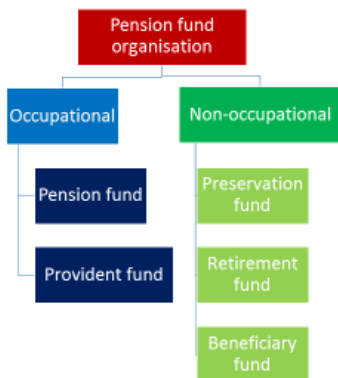 Pension fund
organisation
Occupational
Non-occupational
Pension fund
Provident fund
Preservation
fund
Retirement
fund
Beneficiary
fund